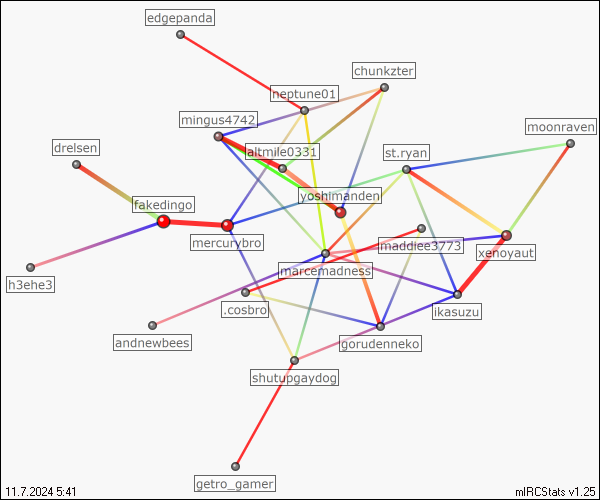 edgepanda
chunkzter
neptune01
mingus4742
moonraven
drelsen
altmile0331
st.ryan
yoshimanden
fakedingo
mercurybro
maddiee3773
xenoyaut
h3ehe3
marcemadness
.cosbro
ikasuzu
andnewbees
gorudenneko
shutupgaydog
getro_gamer
11.7.2024 5:41
mIRCStats v1.25